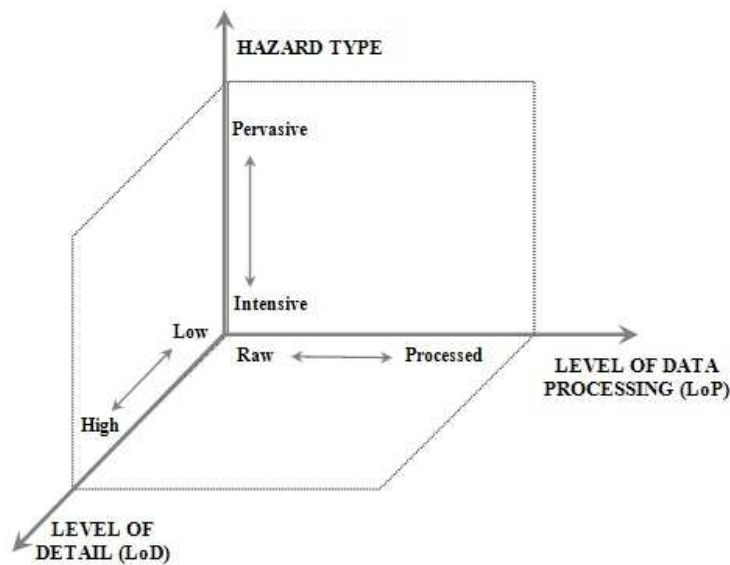 HAZARD TYPE
Pervasive
Intensive
Low
Raw
Processed
LEVEL OF DATA
PROCESSING (LoP)
High
LEVEL OF
DETAIL (LoD)